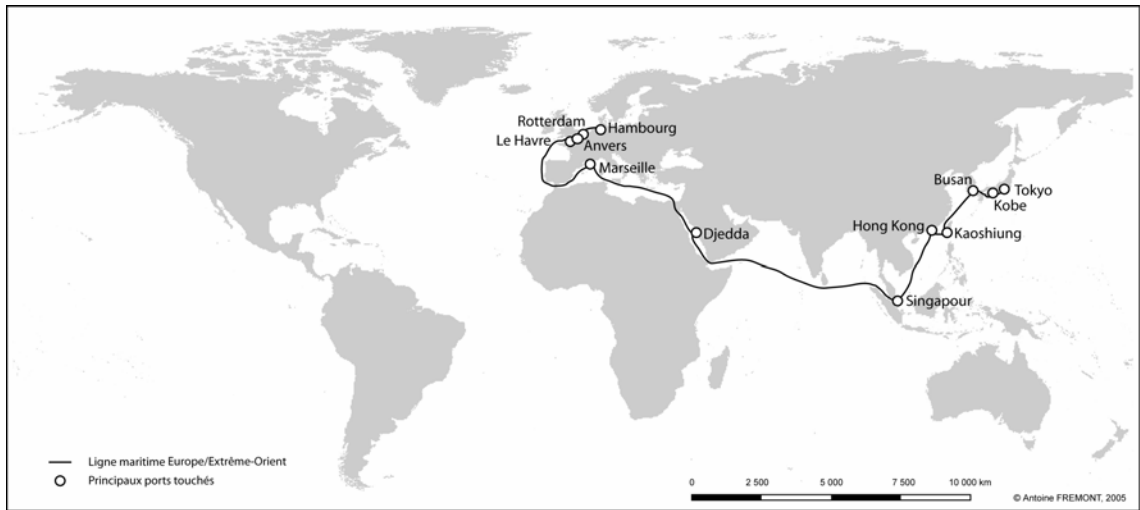 Rotterdam
Hambourg
Le Havre
Anvers
Marseille
Busan
Tokyo
Kobe
Hong Kong
Kaoshiung
Djedda
Singapour
Ligne maritime Europe/Extrême-Orient
Principaux ports touchés
0 2 500 5 000 7 500 10 000 km
© Antoine FREMONT, 2005